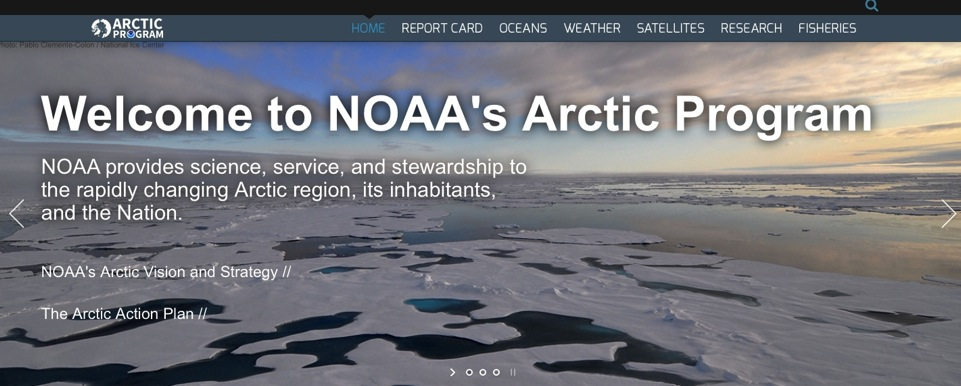 ARCTIC
PROGRAM
HOME REPORT CARD OCEANS WEATHER SATELLITES RESEARCH FISHERIES
Photo: Pablo Clemente-Colon / National Ice Center
Welcome to NOAA's Arctic Program
NOAA provides science, service, and stewardship to
the rapidly changing Arctic region, its inhabitants,
and the Nation.
NOAA's Arctic Vision and Strategy //
The Arctic Action Plan //